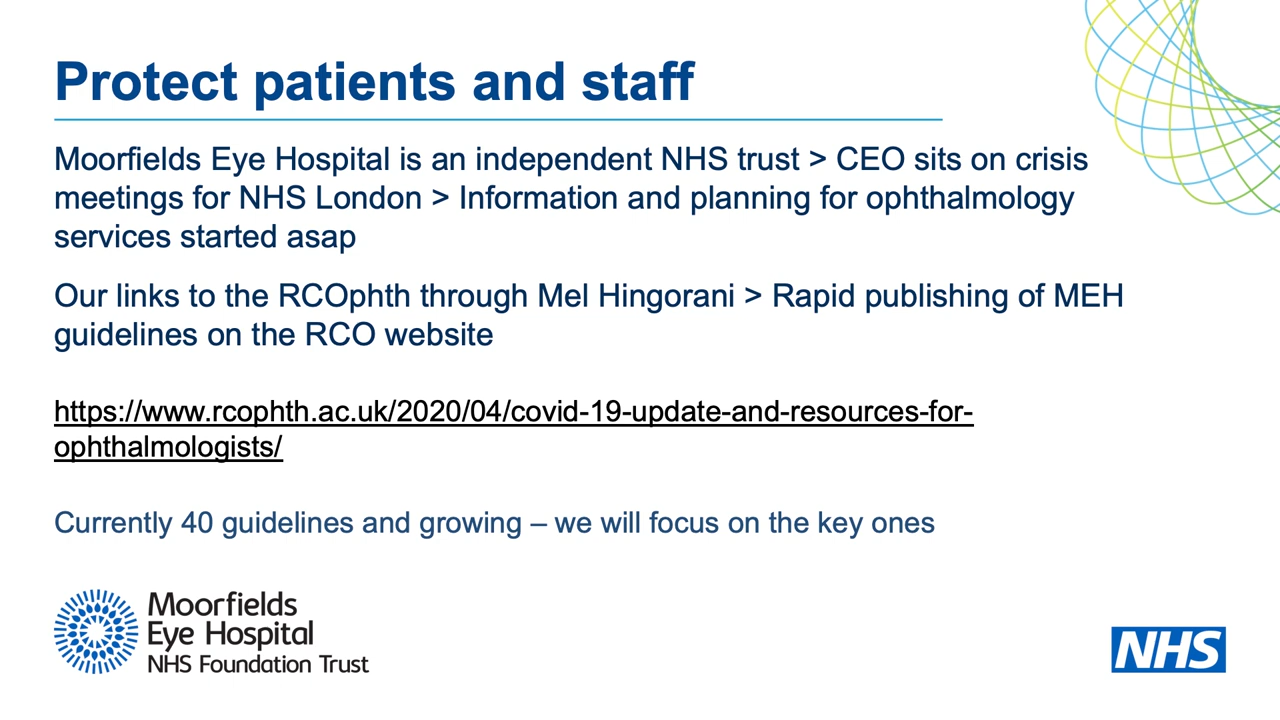 Protect patients and staff
Moorfields Eye Hospital is an independent NHS trust > CEO sits on crisis
meetings for NHS London > Information and planning for ophthalmology
services started asap
Our links to the RCOphth through Mel Hingorani > Rapid publishing of MEH
guidelines on the RCO website
https://www.rcophth.ac.uk/2020/04/covid-19-update-and-resources-for-
ophthalmologists/
Currently 40 guidelines and growing – we will focus on the key ones
Moorfields
Eye Hospital
NHS Foundation Trust
NHS